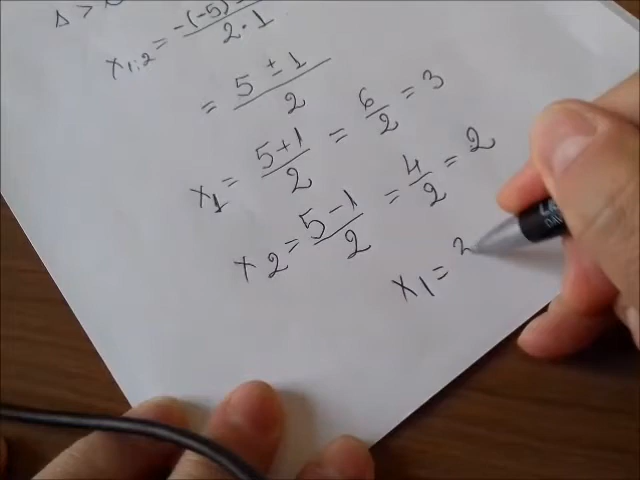 Δ >
x1;2 = -(-5) / 2·1
= 5 ± 1 / 2
x1 = 5+1 / 2 = 6/2 = 3
x2 = 5-1 / 2 = 4/2 = 2
x1 =